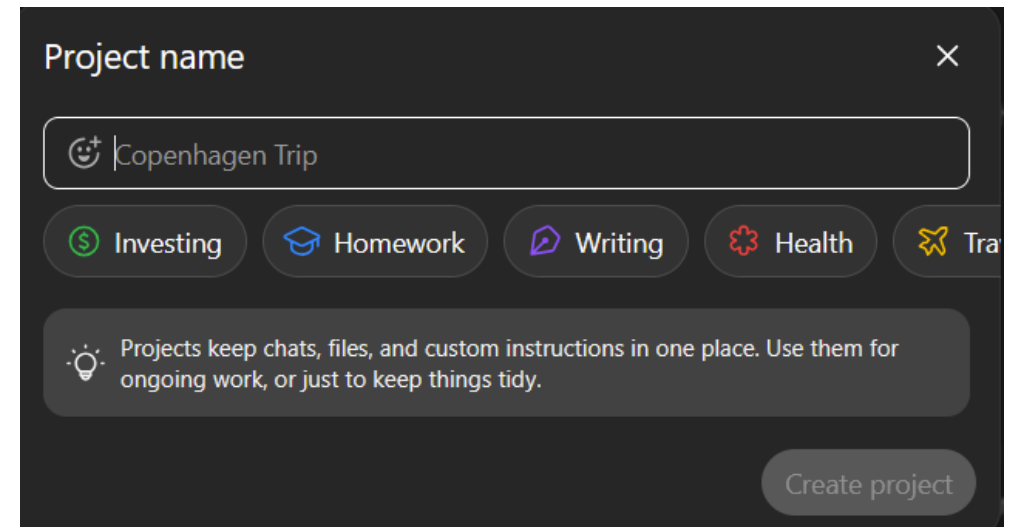 Project name
Copenhagen Trip
Investing
Homework
Writing
Health
Tra
Projects keep chats, files, and custom instructions in one place. Use them for
ongoing work, or just to keep things tidy.
Create project